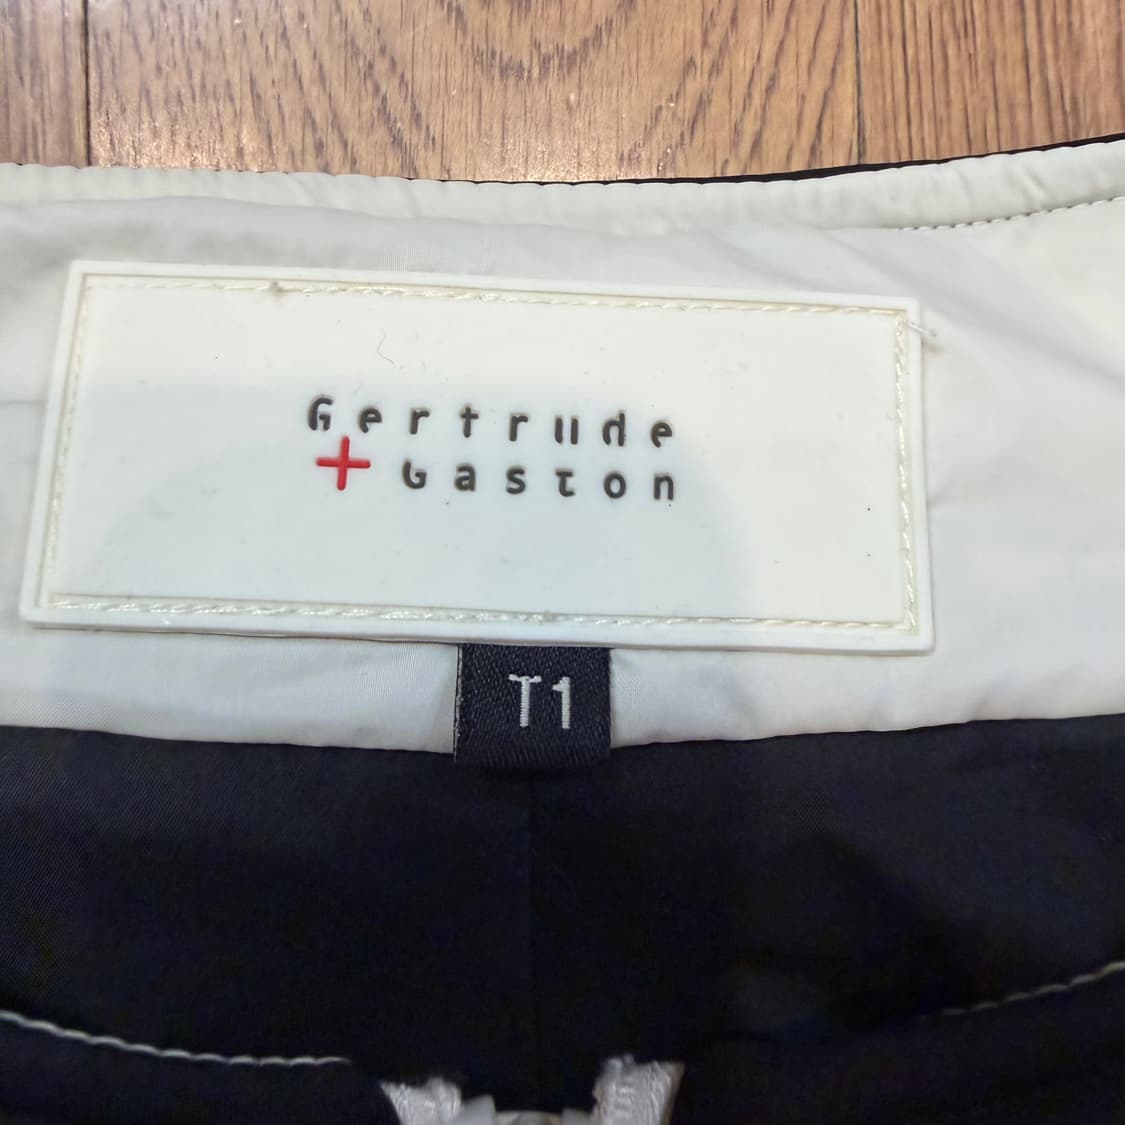 Gertrude
+ Gaston
T1